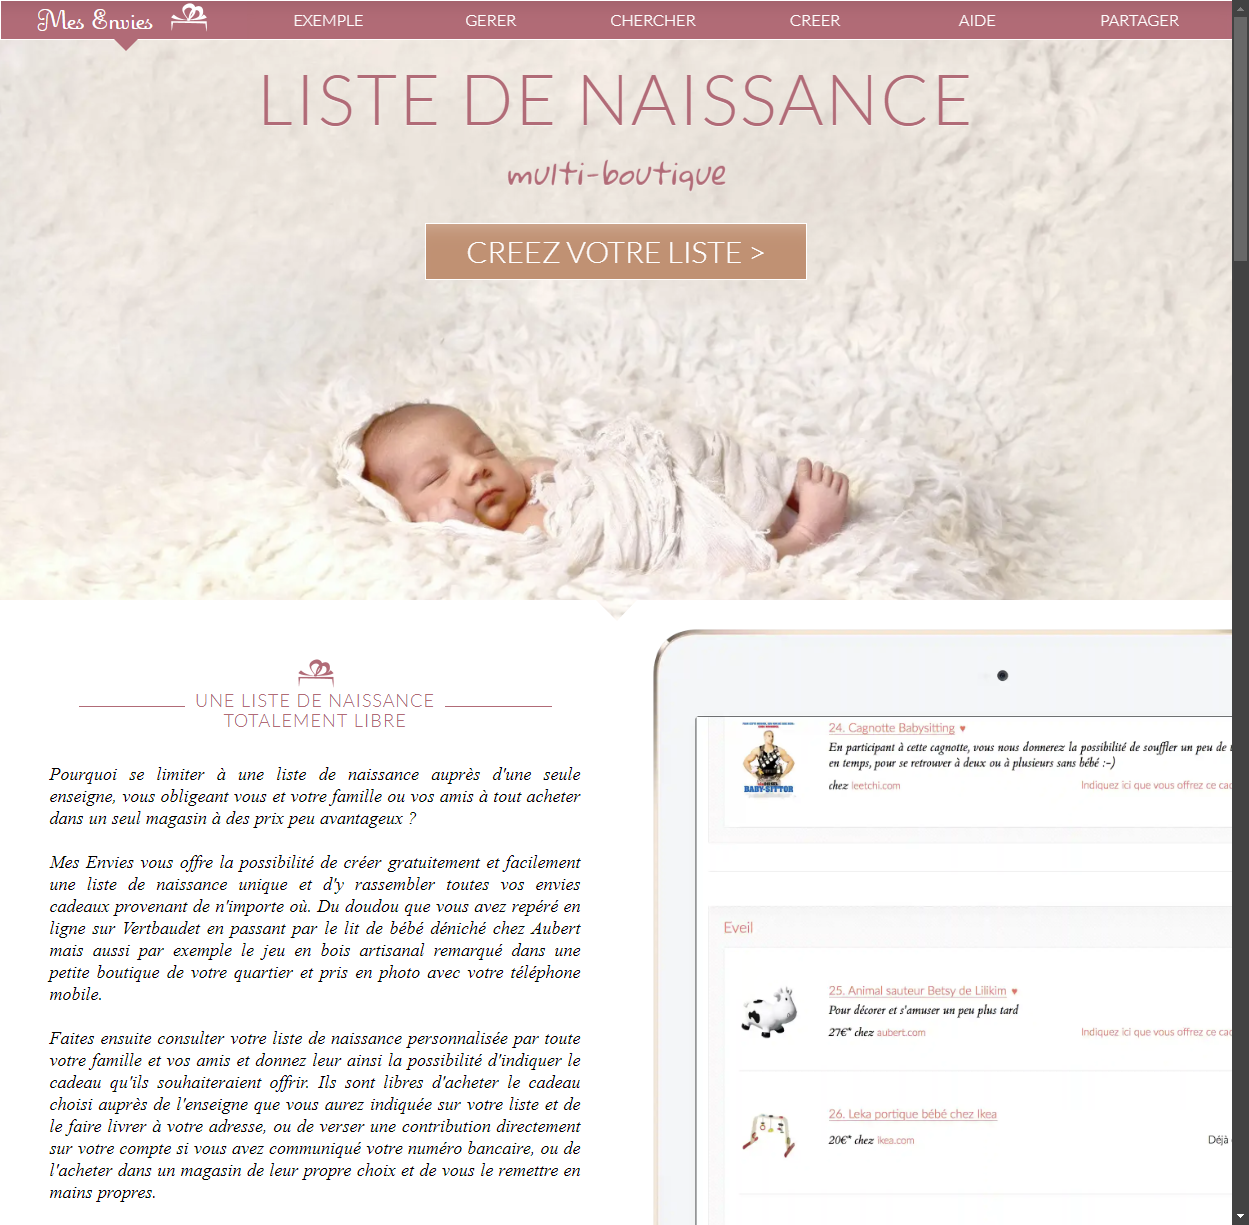 Mes Envies EXEMPLE GERER CHERCHER CREER AIDE PARTAGER
LISTE DE NAISSANCE
multi-boutique
CREEZ VOTRE LISTE >
UNE LISTE DE NAISSANCE
TOTALEMENT LIBRE
Pourquoi se limiter à une liste de naissance auprès d'une seule
enseigne, vous obligeant vous et votre famille ou vos amis à tout acheter
dans un seul magasin à des prix peu avantageux ?
Mes Envies vous offre la possibilité de créer gratuitement et facilement
une liste de naissance unique et d'y rassembler toutes vos envies
cadeaux provenant de n'importe où. Du doudou que vous avez repéré en
ligne sur Vertbaudet en passant par le lit de bébé déniché chez Aubert
mais aussi par exemple le jeu en bois artisanal remarqué dans une
petite boutique de votre quartier et pris en photo avec votre téléphone
mobile.
Faites ensuite consulter votre liste de naissance personnalisée par toute
votre famille et vos amis et donnez leur ainsi la possibilité d'indiquer le
cadeau qu'ils souhaiteraient offrir. Ils sont libres d'acheter le cadeau
choisi auprès de l'enseigne que vous aurez indiquée sur votre liste et de
le faire livrer à votre adresse, ou de verser une contribution directement
sur votre compte si vous avez communiqué votre numéro bancaire, ou de
l'acheter dans un magasin de leur propre choix et de vous le remettre en
mains propres.
BABY-SITTOR
24. Cagnotte Babysitting ♥
En participant à cette cagnotte, vous nous donnerez la possibilité de souffler un peu de
en temps, pour se retrouver à deux ou à plusieurs sans bébé :-)
chez leetchi.com Indiquez ici que vous offrez ce cad
Eveil
25. Animal sauteur Betsy de Lilikim ♥
Pour décorer et s'amuser un peu plus tard
27€* chez aubert.com Indiquez ici que vous offrez ce cad
26. Leka portique bébé chez Ikea
20€* chez ikea.com Déjà